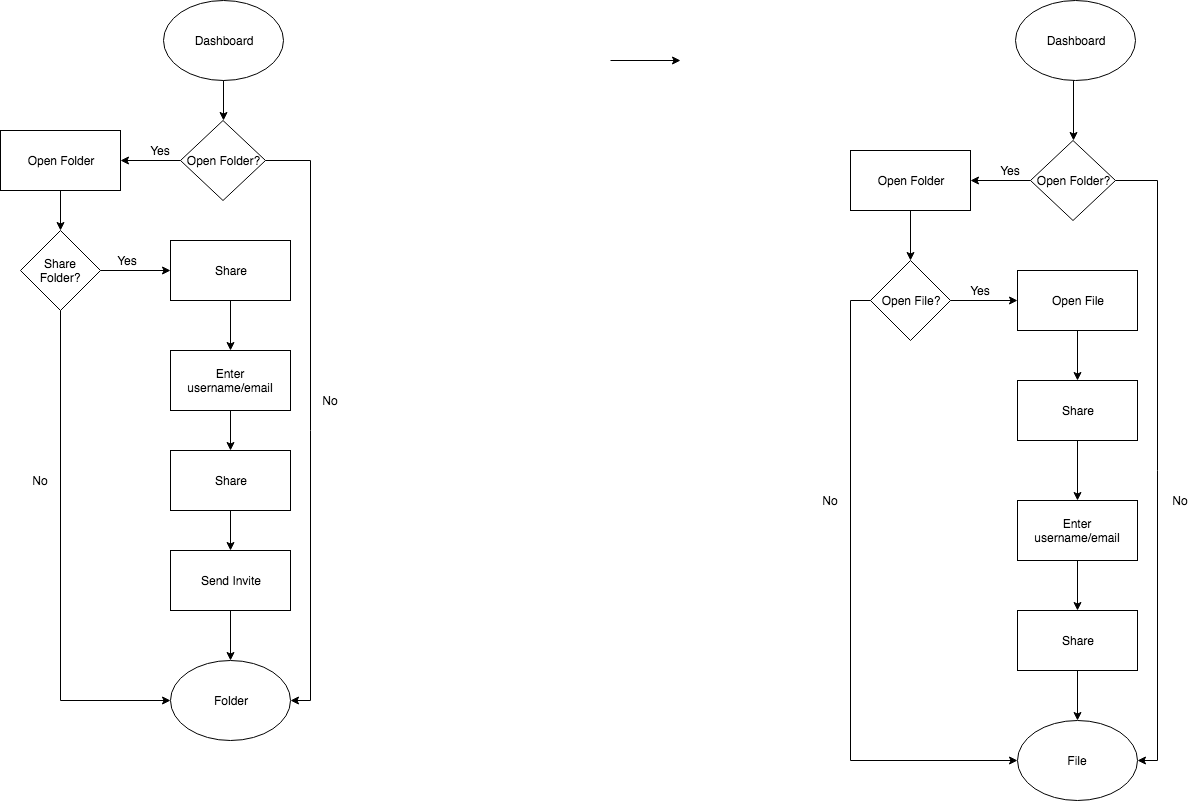 Dashboard
Open Folder?
Yes
Open Folder
Share
Folder?
Yes
Share
Enter
username/email
No
Share
No
Send Invite
Folder
Dashboard
Open Folder?
Yes
Open Folder
Open File?
Yes
Open File
Share
No
No
Enter
username/email
Share
File